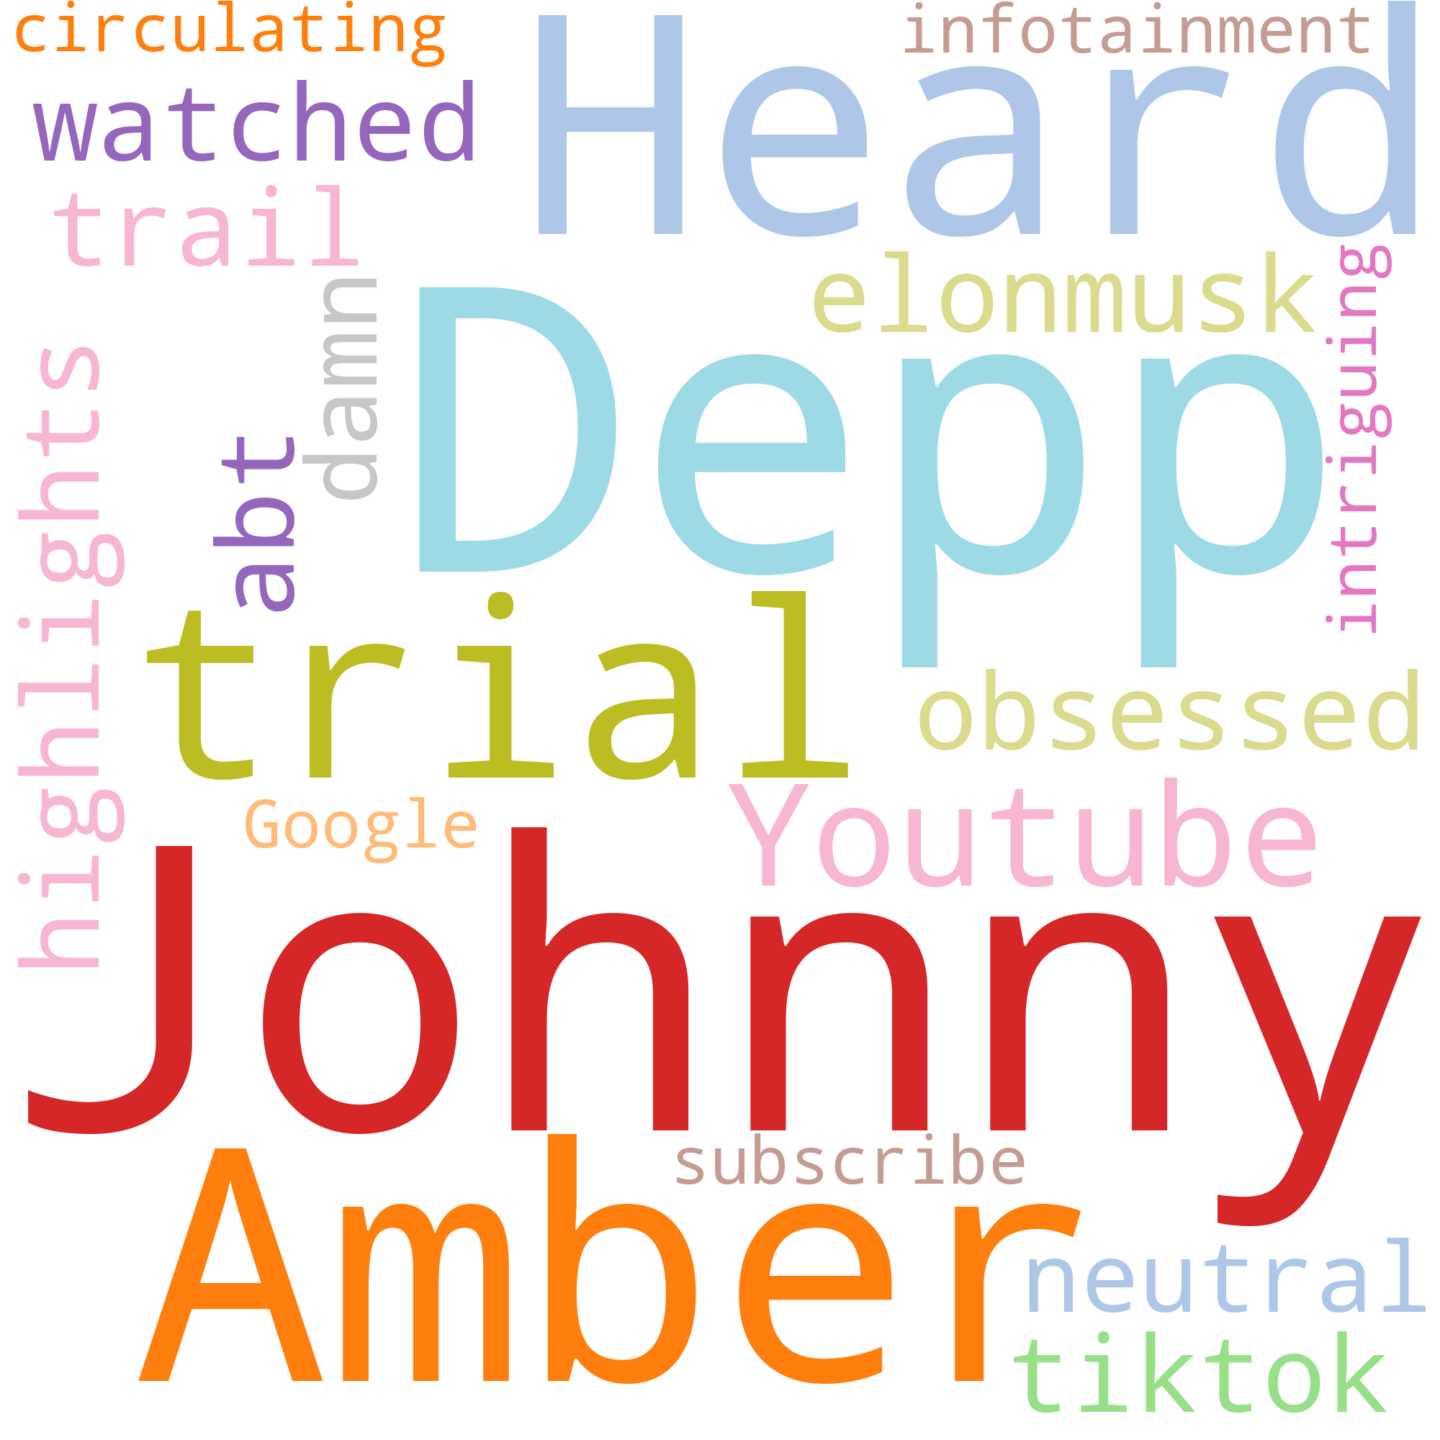 circulating
infotainment
Heard
watched
trail
elonmusk
intriguing
damn
Depp
highlights
abt
trial
obsessed
Youtube
Google
Johnny
subscribe
Amber
neutral
tiktok